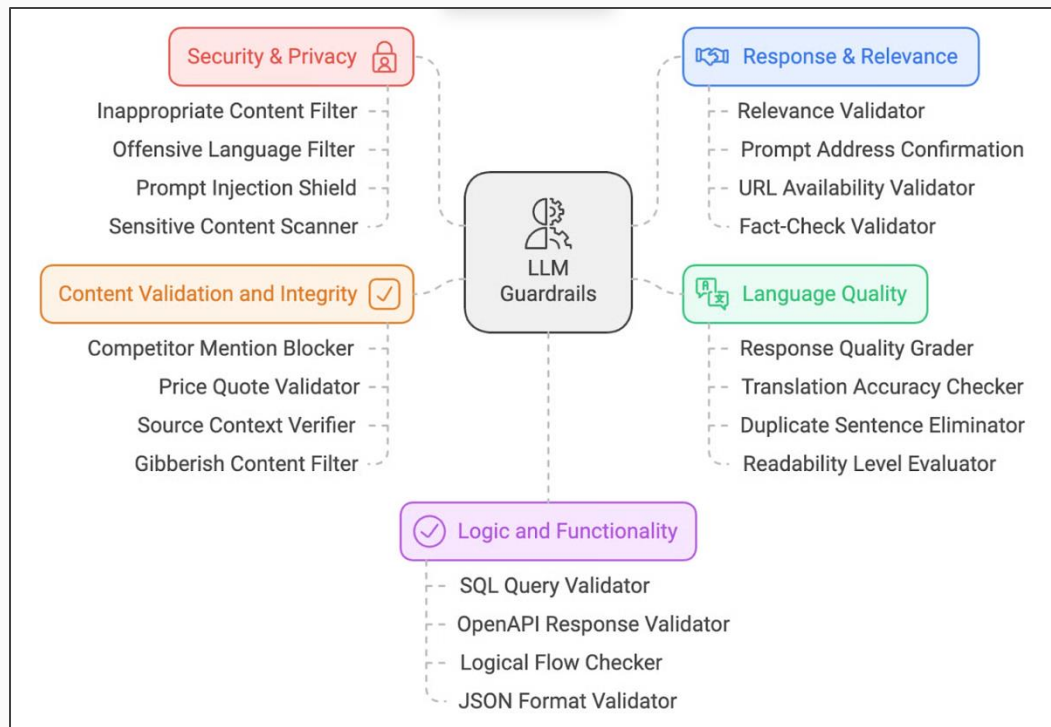 Security & Privacy
Inappropriate Content Filter
Offensive Language Filter
Prompt Injection Shield
Sensitive Content Scanner
Content Validation and Integrity
Competitor Mention Blocker
Price Quote Validator
Source Context Verifier
Gibberish Content Filter
LLM
Guardrails
Response & Relevance
Relevance Validator
Prompt Address Confirmation
URL Availability Validator
Fact-Check Validator
Language Quality
Response Quality Grader
Translation Accuracy Checker
Duplicate Sentence Eliminator
Readability Level Evaluator
Logic and Functionality
SQL Query Validator
OpenAPI Response Validator
Logical Flow Checker
JSON Format Validator